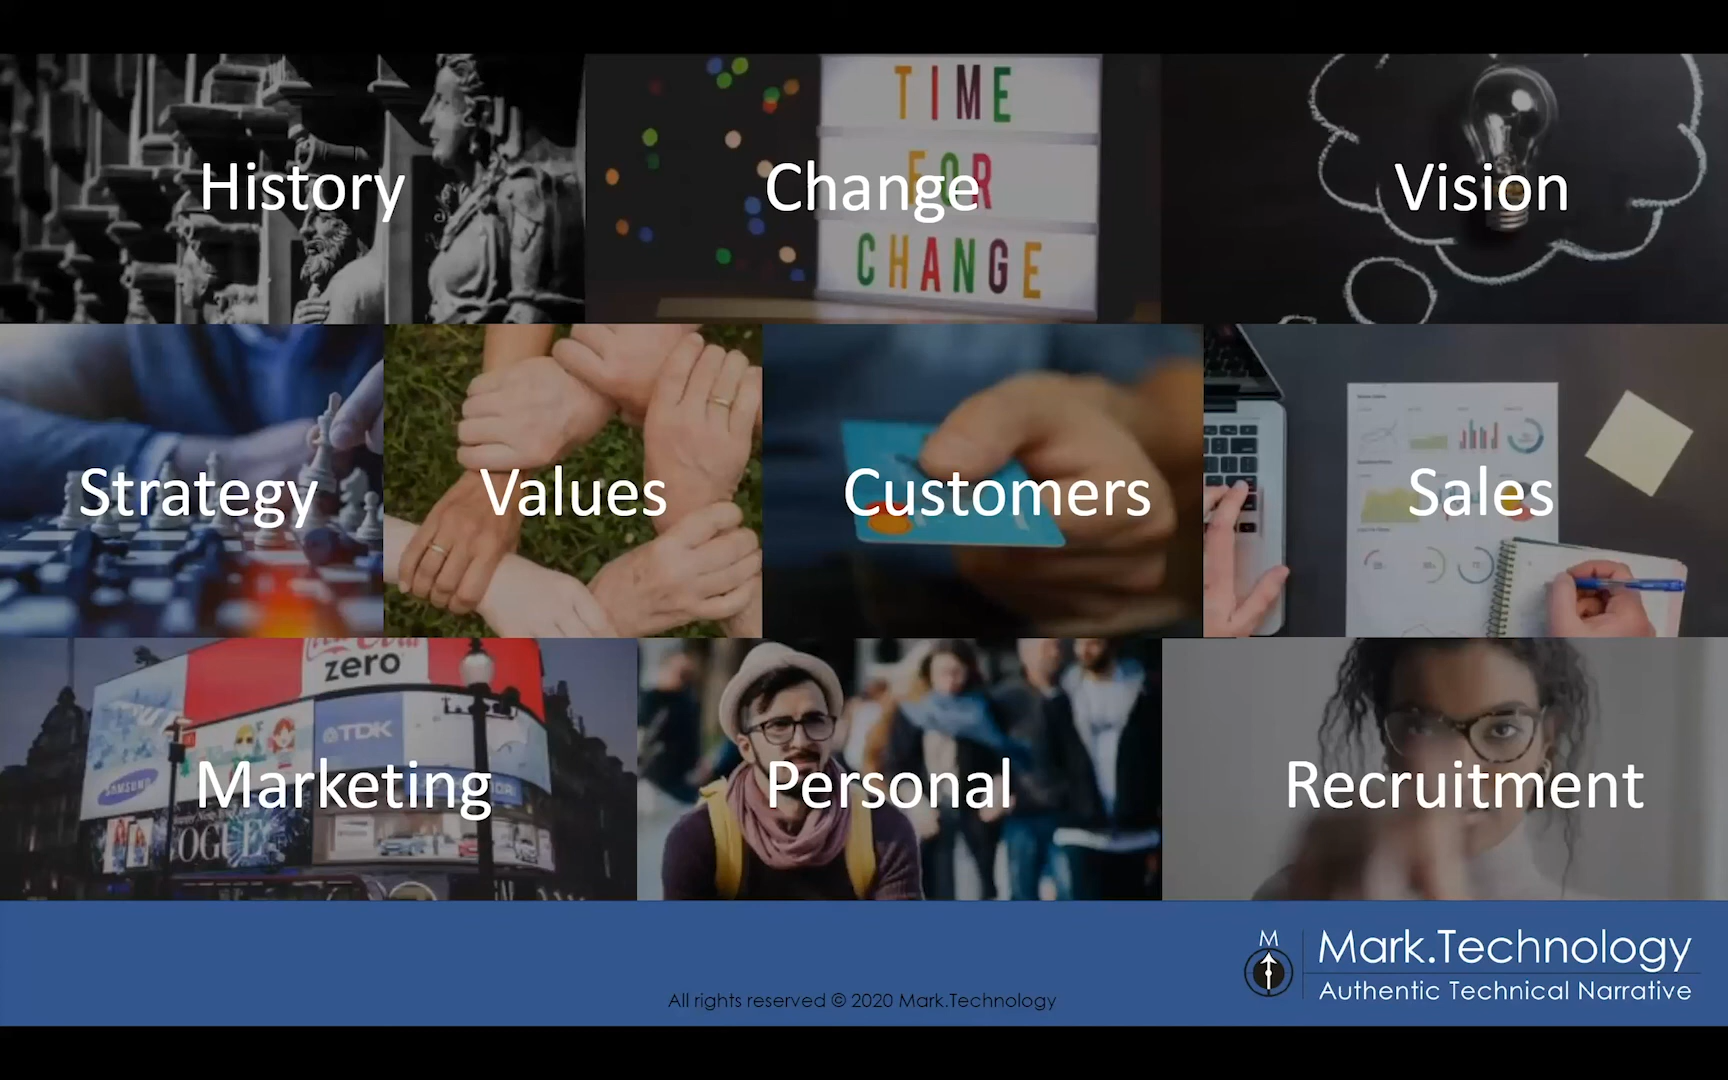 TIME
FOR
CHANGE
History
Change
Vision
Strategy
Values
Customers
Sales
zero
TDK
SAMSUNG
VOGUE
Marketing
Personal
Recruitment
M
Mark.Technology
Authentic Technical Narrative
All rights reserved © 2020 Mark.Technology